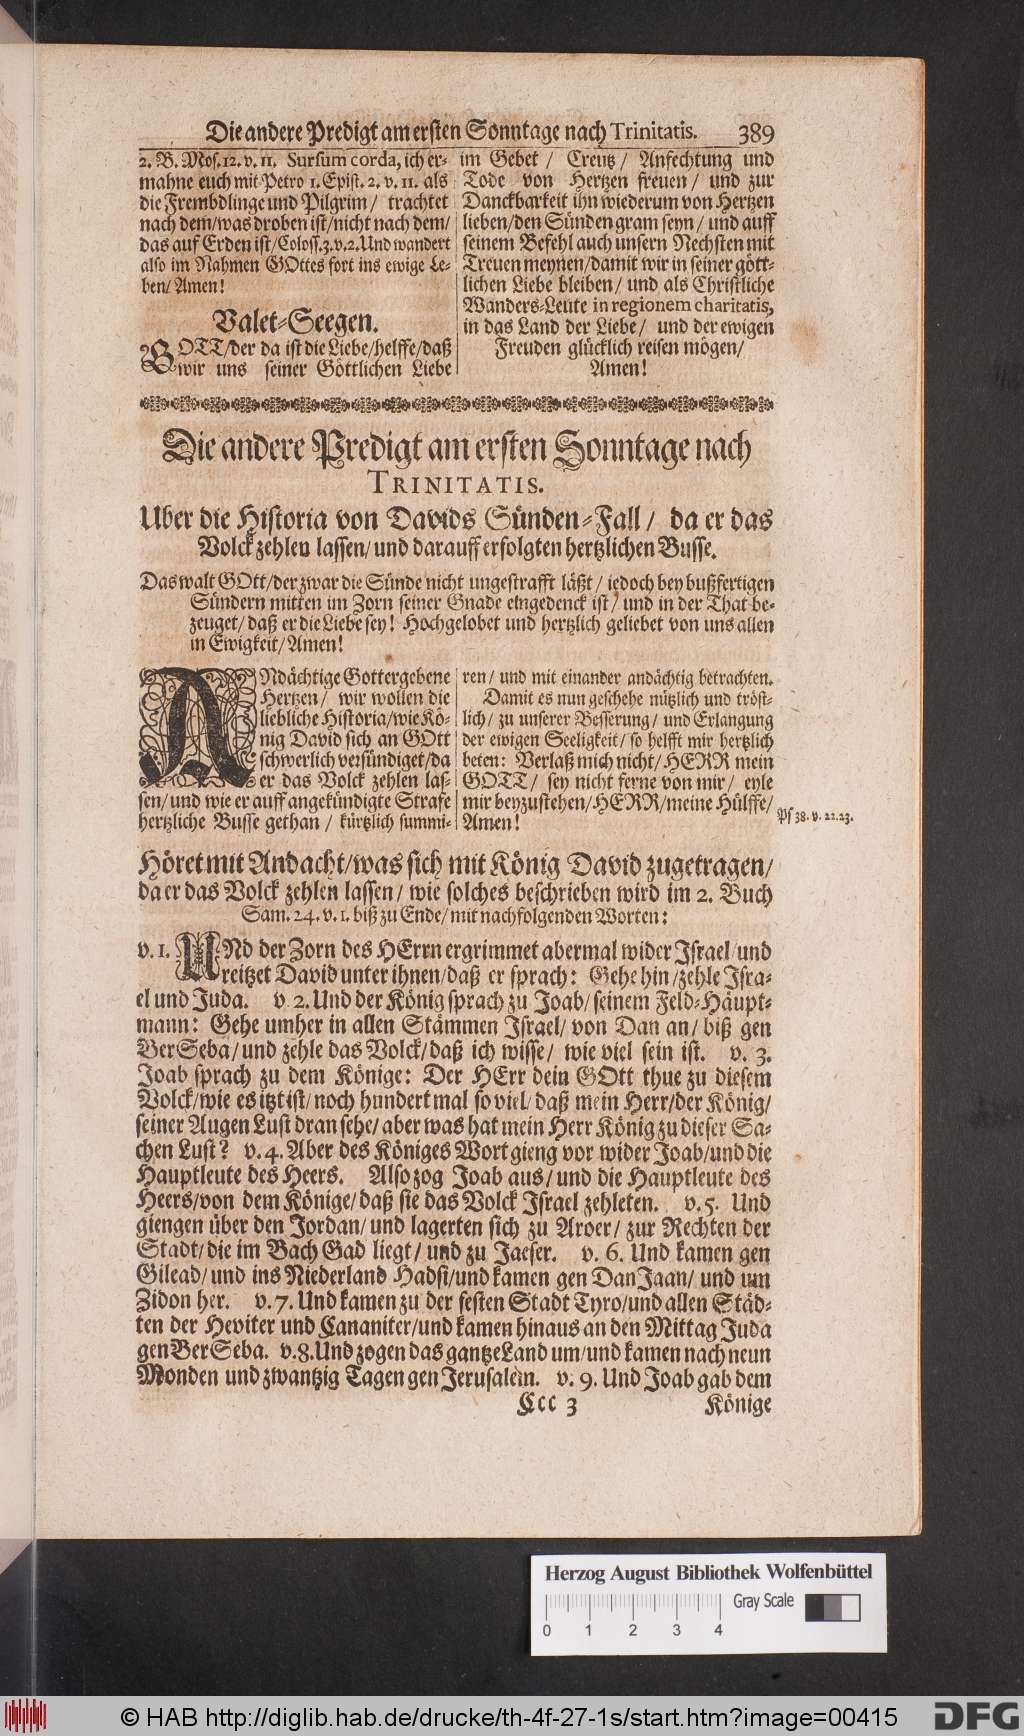 Die andere Predigt am ersten Sonntage nach Trinitatis. 389
2. B. Mos. 12. v. 11. Sursum corda, ich er-
mahne euch mit Petro 1. Epist. 2. v. 11. als
die Frembdlinge und Pilgrim / trachtet
nach dem/was droben ist/nicht nach dem/
das auf Erden ist/Coloss. 3. v. 2. Und wandert
also im Nahmen GOttes fort ins ewige Le-
ben/ Amen!
Valet-Seegen.
GOTT/der da ist die Liebe/helffe/daß
wir uns seiner Göttlichen Liebe
im Gebet / Creutz / Anfechtung und
Tode von Hertzen freuen / und zur
Danckbarkeit ihn wiederum von Hertzen
lieben/den Sünden gram seyn / und auff
seinem Befehl auch unsern Nechsten mit
Treuen meynen/damit wir in seiner gött-
lichen Liebe bleiben / und als Christliche
Wanders-Leute in regionem charitatis,
in das Land der Liebe / und der ewigen
Freuden glücklich reisen mögen/
Amen!
Die andere Predigt am ersten Sonntage nach
TRINITATIS.
Uber die Historia von Davids Sünden-Fall / da er das
Volck zehlen lassen/und darauff erfolgten hertzlichen Busse.
Das walt GOtt/der zwar die Sünde nicht ungestrafft läßt / jedoch bey bußfertigen
Sündern mitten im Zorn seiner Gnade eingedenck ist / und in der That be-
zeuget/ daß er die Liebe sey! Hochgelobet und hertzlich geliebet von uns allen
in Ewigkeit/ Amen!
ANdächtige Gottergebene
Hertzen / wir wollen die
liebliche Historia/wie Kö-
nig David sich an GOtt
schwerlich versündiget/da
er das Volck zehlen las-
sen/und wie er auff angekündigte Strafe
hertzliche Busse gethan / kürtzlich summi-
ren/ und mit einander andächtig betrachten.
Damit es nun geschehe nützlich und tröst-
lich/ zu unserer Besserung/ und Erlangung
der ewigen Seeligkeit/ so helfft mir hertzlich
beten: Verlaß mich nicht/ HERR mein
GOTT / sey nicht ferne von mir / eyle
mir beyzustehen/HERR/meine Hülffe/
Amen!
Ps 38. v. 22.23.
Höret mit Andacht/was sich mit König David zugetragen/
da er das Volck zehlen lassen / wie solches beschrieben wird im 2. Buch
Sam. 24. v. 1. biß zu Ende/mit nachfolgenden Worten:
v. 1. UNd der Zorn des HErrn ergrimmet abermal wider Israel und
reitzet David unter ihnen/daß er sprach: Gehe hin/zehle Isra-
el und Juda. v 2. Und der König sprach zu Joab/seinem Feld-Häupt-
mann: Gehe umher in allen Stämmen Israel/ von Dan an/ biß gen
BerSeba/und zehle das Volck/daß ich wisse/ wie viel sein ist. v. 3.
Joab sprach zu dem Könige: Der HErr dein GOtt thue zu diesem
Volck/wie es itzt ist/noch hundert mal so viel/daß mein Herr/der König/
seiner Augen Lust dran sehe/aber was hat mein Herr König zu dieser Sa-
chen Lust? v. 4. Aber des Königes Wort gieng vor wider Joab/und die
Hauptleute des Heers. Also zog Joab aus/und die Hauptleute des
Heers/von dem Könige/daß sie das Volck Israel zehleten. v. 5. Und
giengen über den Jordan/und lagerten sich zu Aroer/ zur Rechten der
Stadt/die im Bach Gad liegt/ und zu Jaeser. v. 6. Und kamen gen
Gilead/und ins Niederland Hadsi/und kamen gen Dan Jaan/ und um
Zidon her. v. 7. Und kamen zu der festen Stadt Tyro/und allen Städ-
ten der Heviter und Cananiter/und kamen hinaus an den Mittag Juda
gen BerSeba. v. 8. Und zogen das gantze Land um/und kamen nach neun
Monden und zwantzig Tagen gen Jerusalem. v. 9. Und Joab gab dem
Ccc 3 Könige
Herzog August Bibliothek Wolfenbüttel
Gray Scale
0 1 2 3 4
© HAB http://diglib.hab.de/drucke/th-4f-27-1s/start.htm?image=00415
DFG